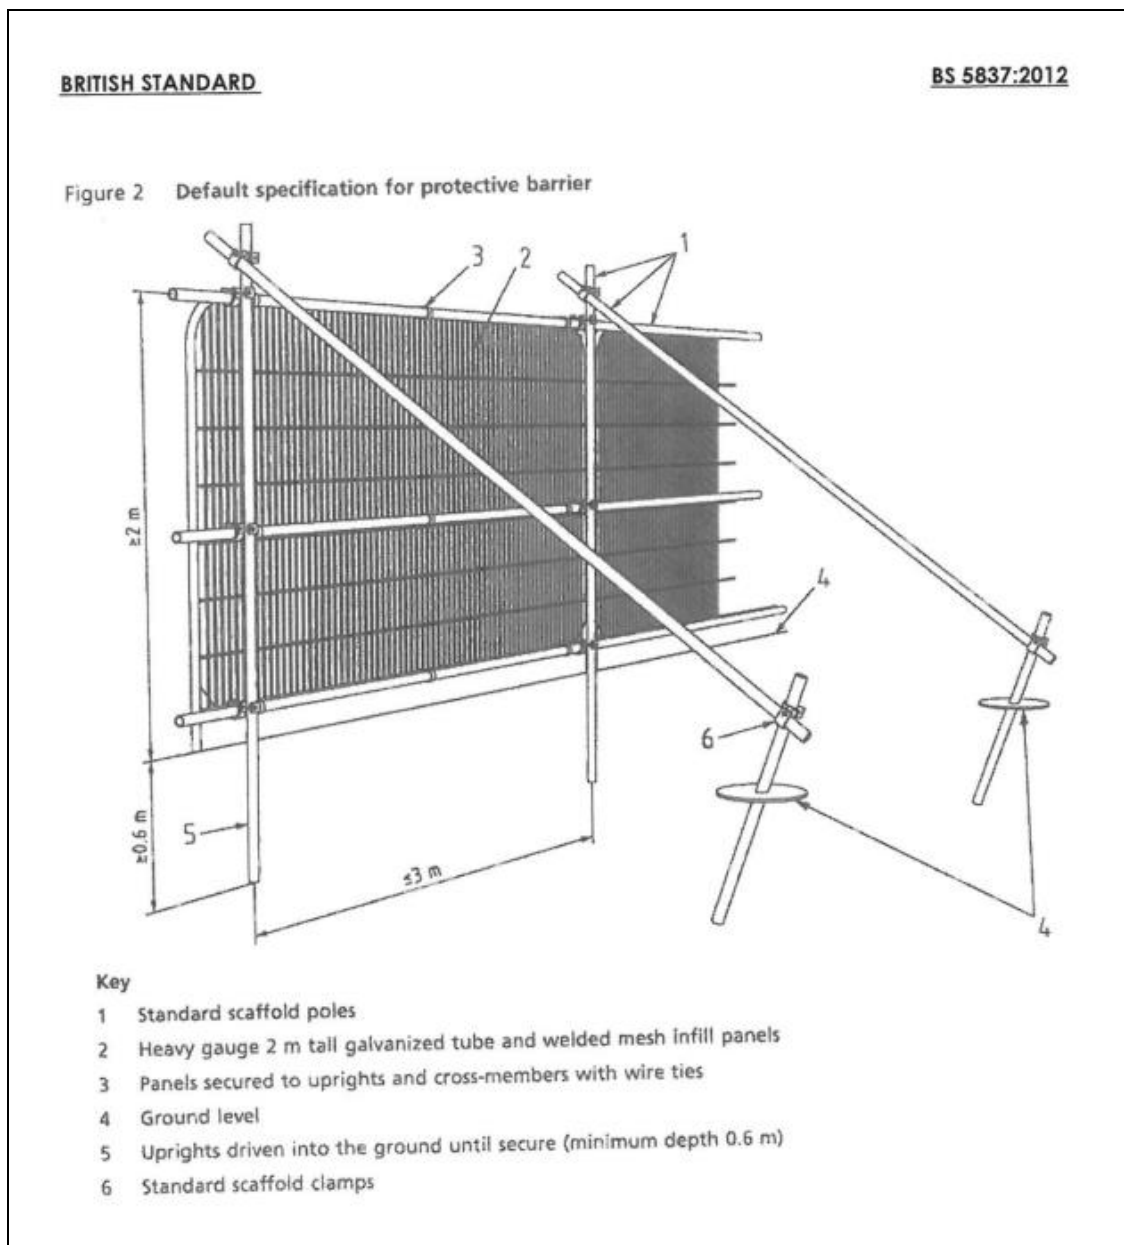 BRITISH STANDARD
BS 5837:2012
Figure 2 Default specification for protective barrier
1
3
2
≥2 m
4
6
≥0.6 m
5
≤3 m
4
Key
1 Standard scaffold poles
2 Heavy gauge 2 m tall galvanized tube and welded mesh infill panels
3 Panels secured to uprights and cross-members with wire ties
4 Ground level
5 Uprights driven into the ground until secure (minimum depth 0.6 m)
6 Standard scaffold clamps